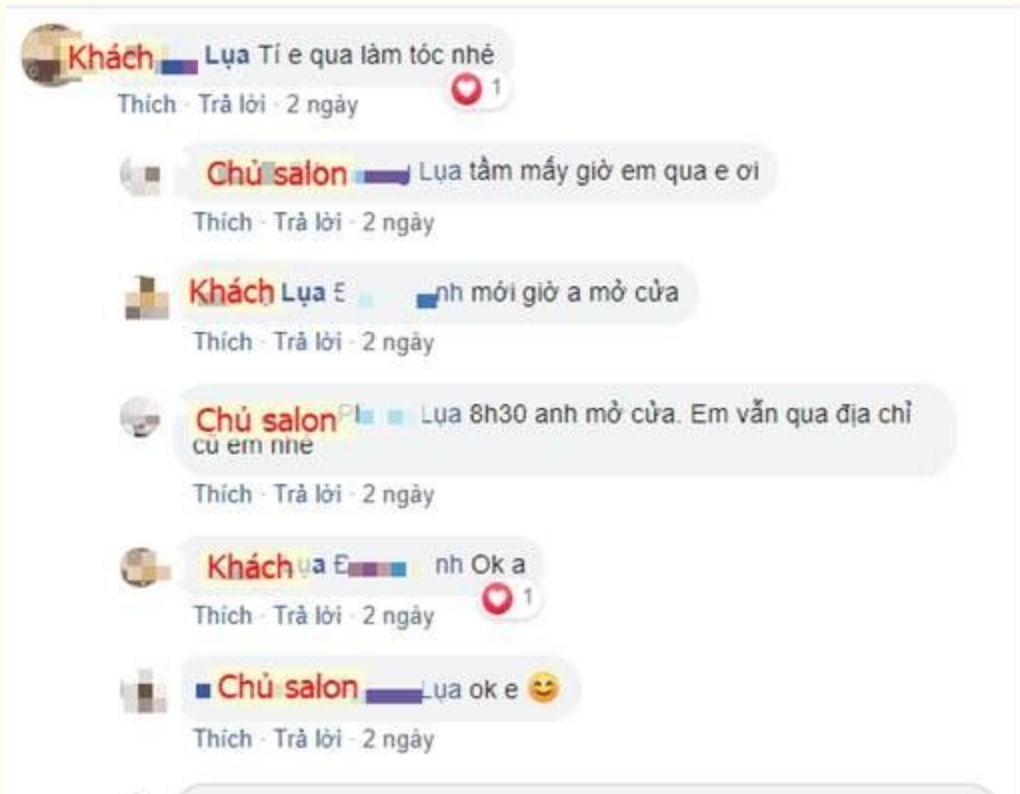 Khách Lụa Tí e qua làm tóc nhé
1
Thích · Trả lời · 2 ngày
Chủ salon Lụa tầm mấy giờ em qua e ơi
Thích · Trả lời · 2 ngày
Khách Lụa nh mới giờ a mở cửa
Thích · Trả lời · 2 ngày
Chủ salon Lụa 8h30 anh mở cửa. Em vẫn qua địa chỉ
cũ em nhé
Thích · Trả lời · 2 ngày
Khách ụa nh Ok a
1
Thích · Trả lời · 2 ngày
Chủ salon Lụa ok e 😊
Thích · Trả lời · 2 ngày